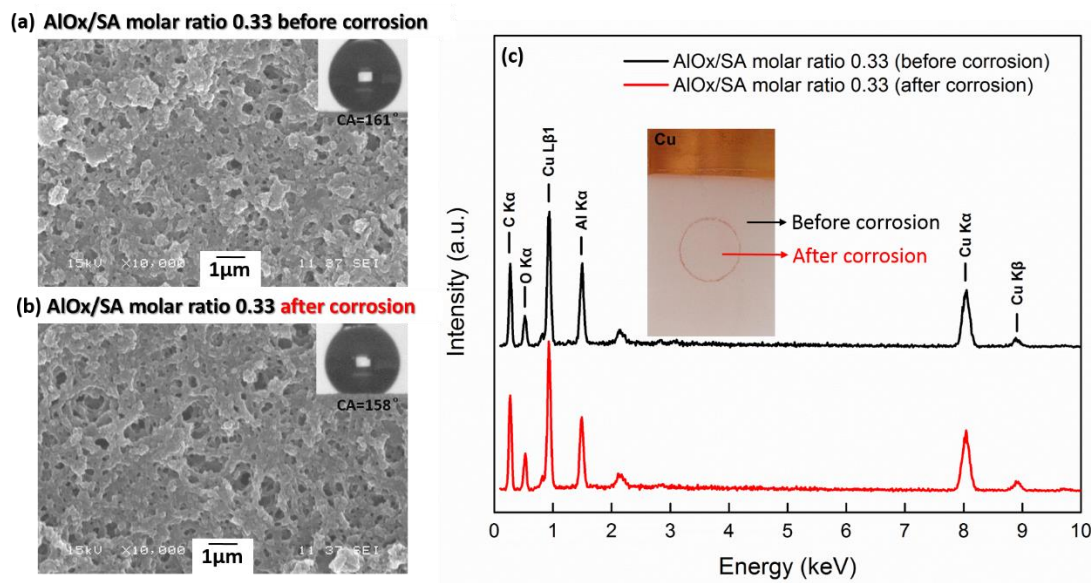 (a) AlOx/SA molar ratio 0.33 before corrosion
CA=161°
15kV X10,000 1μm 11 37 SEI
(b) AlOx/SA molar ratio 0.33 after corrosion
CA=158°
15kV X10,000 1μm 11 37 SEI
(c)
AlOx/SA molar ratio 0.33 (before corrosion)
AlOx/SA molar ratio 0.33 (after corrosion)
C Kα
O Kα
Cu Lβ1
Al Kα
Cu
Before corrosion
After corrosion
Cu Kα
Cu Kβ
Intensity (a.u.)
0 1 2 3 4 5 6 7 8 9 10
Energy (keV)